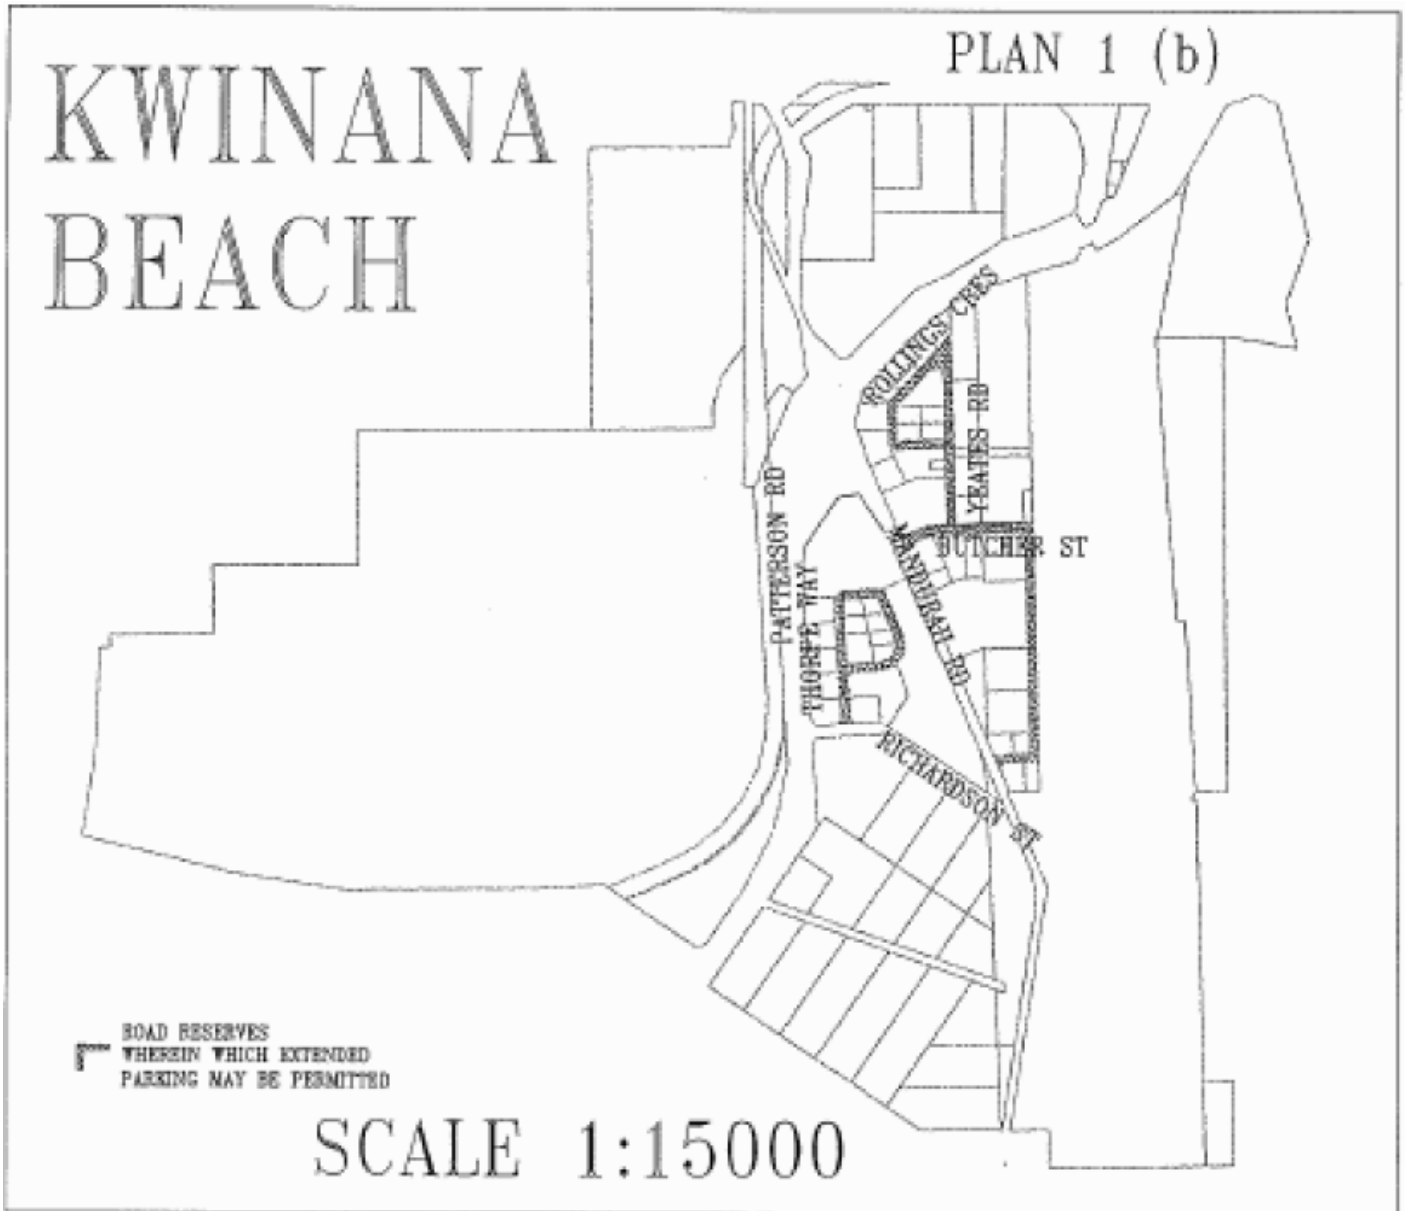 PLAN 1 (b)
KWINANA
BEACH
ROLLINGS CRES
YEATES RD
PATTERSON RD
THORPE WAY
MANDURAH RD
BUTCHER ST
RICHARDSON ST
ROAD RESERVES
WHEREIN WHICH EXTENDED
PARKING MAY BE PERMITTED
SCALE 1:15000